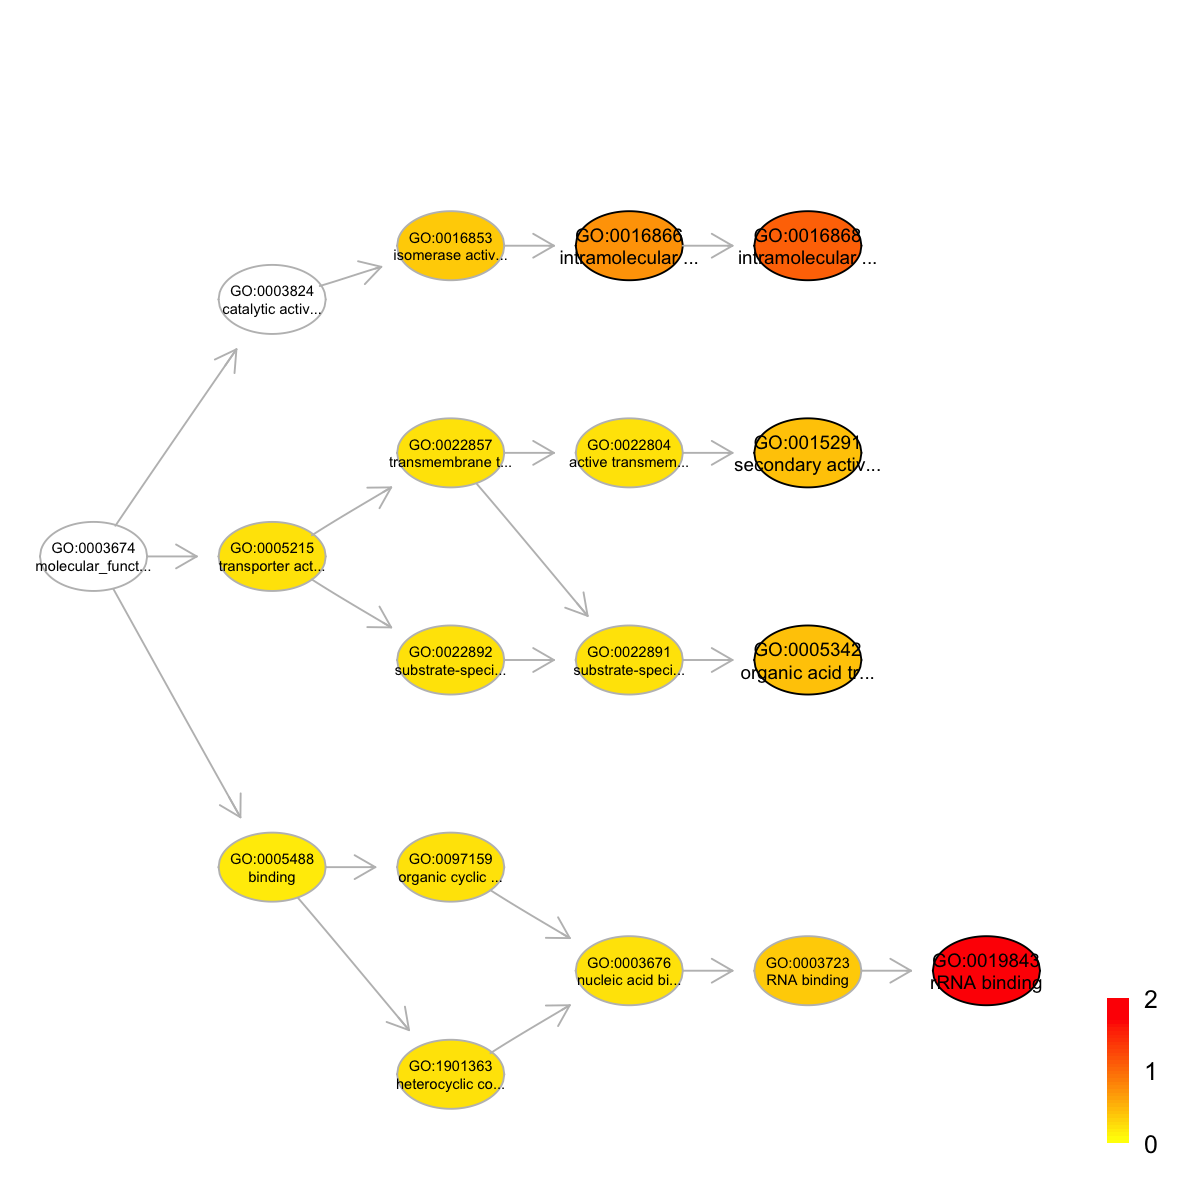 GO:0016853
isomerase activ...
GO:0016866
intramolecular ...
GO:0016868
intramolecular ...
GO:0003824
catalytic activ...
GO:0022857
transmembrane t...
GO:0022804
active transmem...
GO:0015291
secondary activ...
GO:0003674
molecular_funct...
GO:0005215
transporter act...
GO:0022892
substrate-speci...
GO:0022891
substrate-speci...
GO:0005342
organic acid tr...
GO:0005488
binding
GO:0097159
organic cyclic ...
GO:0003676
nucleic acid bi...
GO:0003723
RNA binding
GO:0019843
rRNA binding
GO:1901363
heterocyclic co...
2
1
0